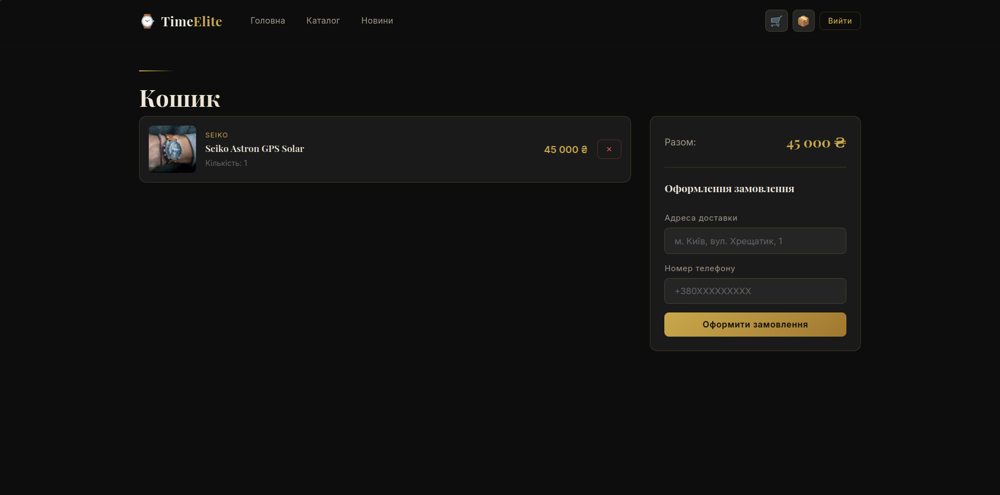 TimeElite
Головна
Каталог
Новини
Вийти
Кошик
SEIKO
Seiko Astron GPS Solar
Кількість: 1
45 000 ₴
×
Разом:
45 000 ₴
Оформлення замовлення
Адреса доставки
м. Київ, вул. Хрещатик, 1
Номер телефону
+380XXXXXXXXX
Оформити замовлення